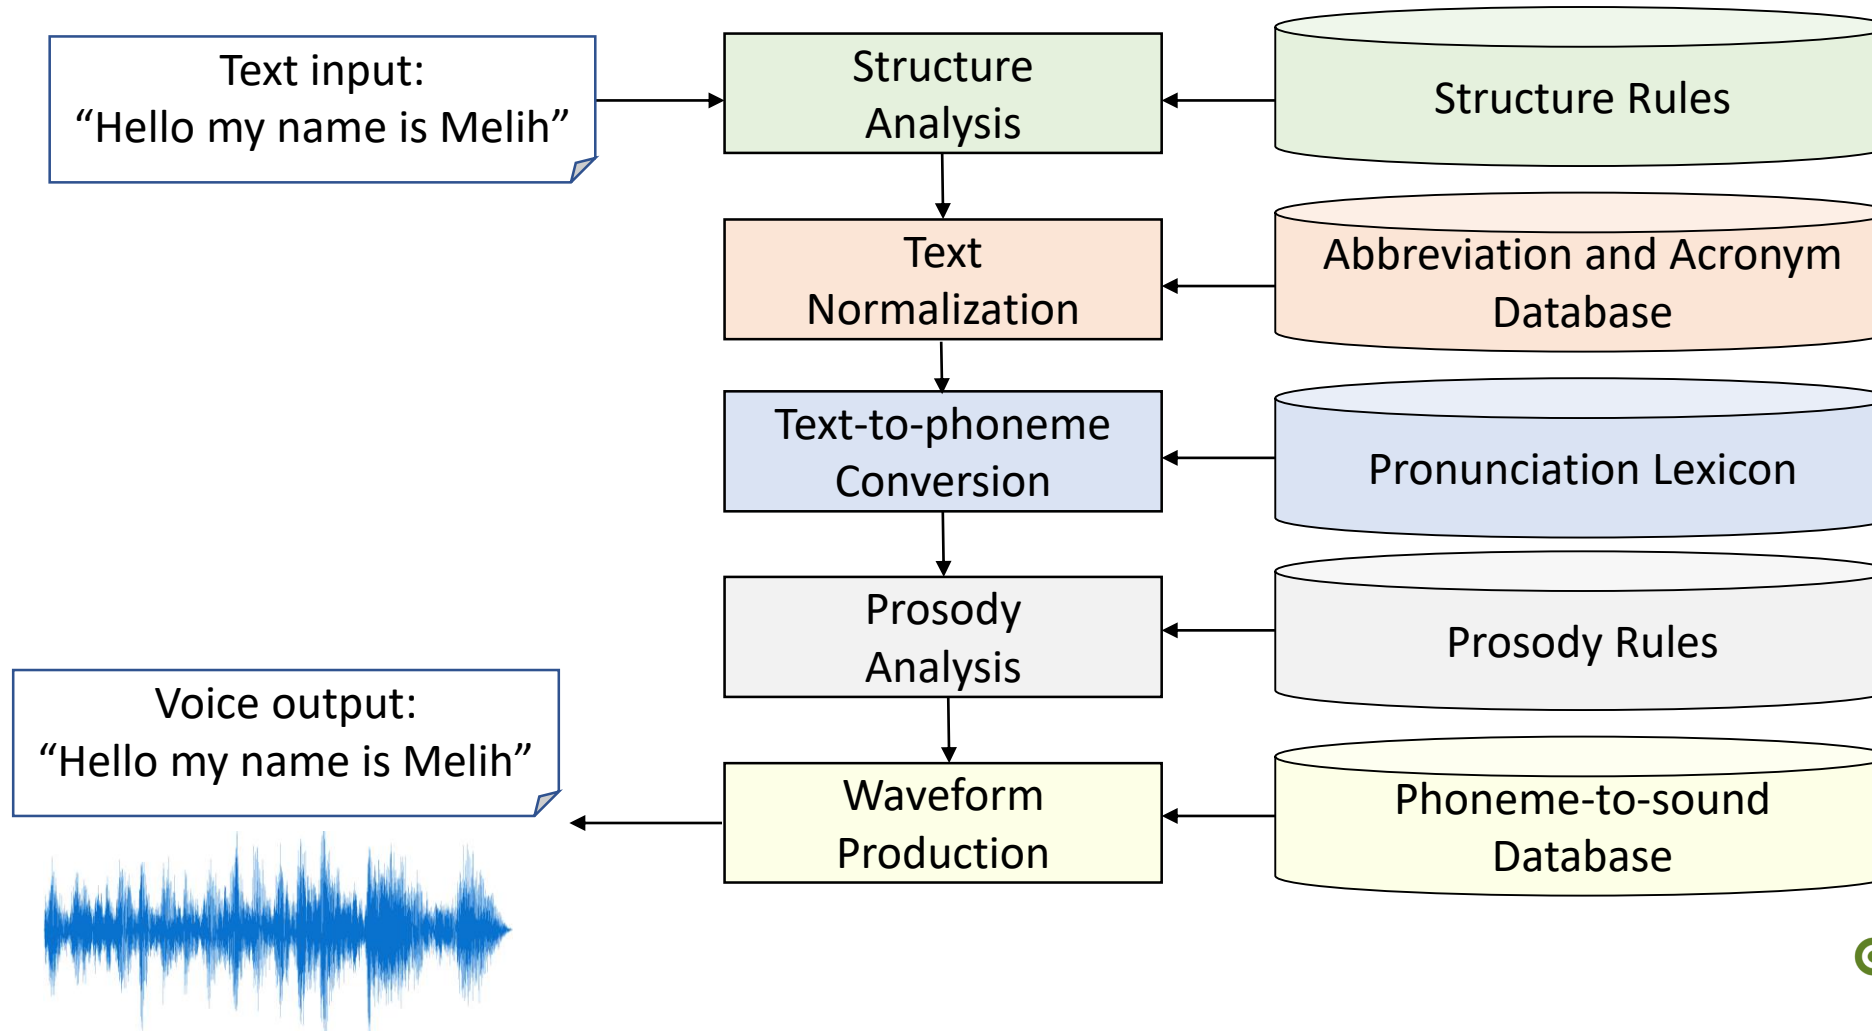 Text input:
“Hello my name is Melih”
Structure
Analysis
Structure Rules
Text
Normalization
Abbreviation and Acronym
Database
Text-to-phoneme
Conversion
Pronunciation Lexicon
Prosody
Analysis
Prosody Rules
Voice output:
“Hello my name is Melih”
Waveform
Production
Phoneme-to-sound
Database